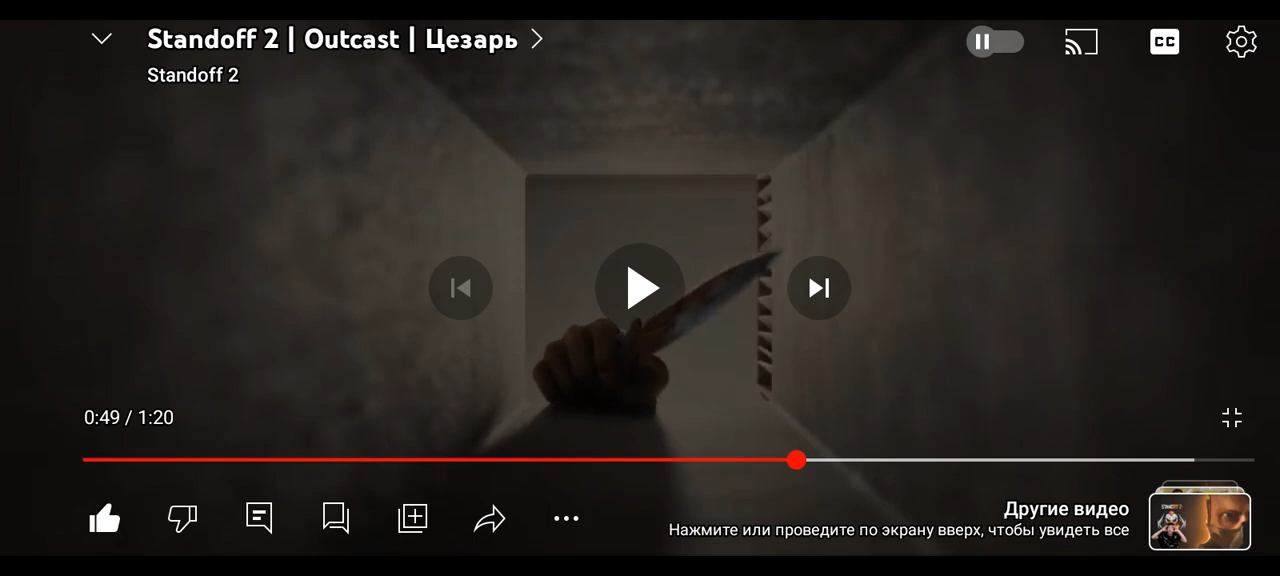 Standoff 2 | Outcast | Цезарь
Standoff 2
CC
0:49 / 1:20
Другие видео
Нажмите или проведите по экрану вверх, чтобы увидеть все